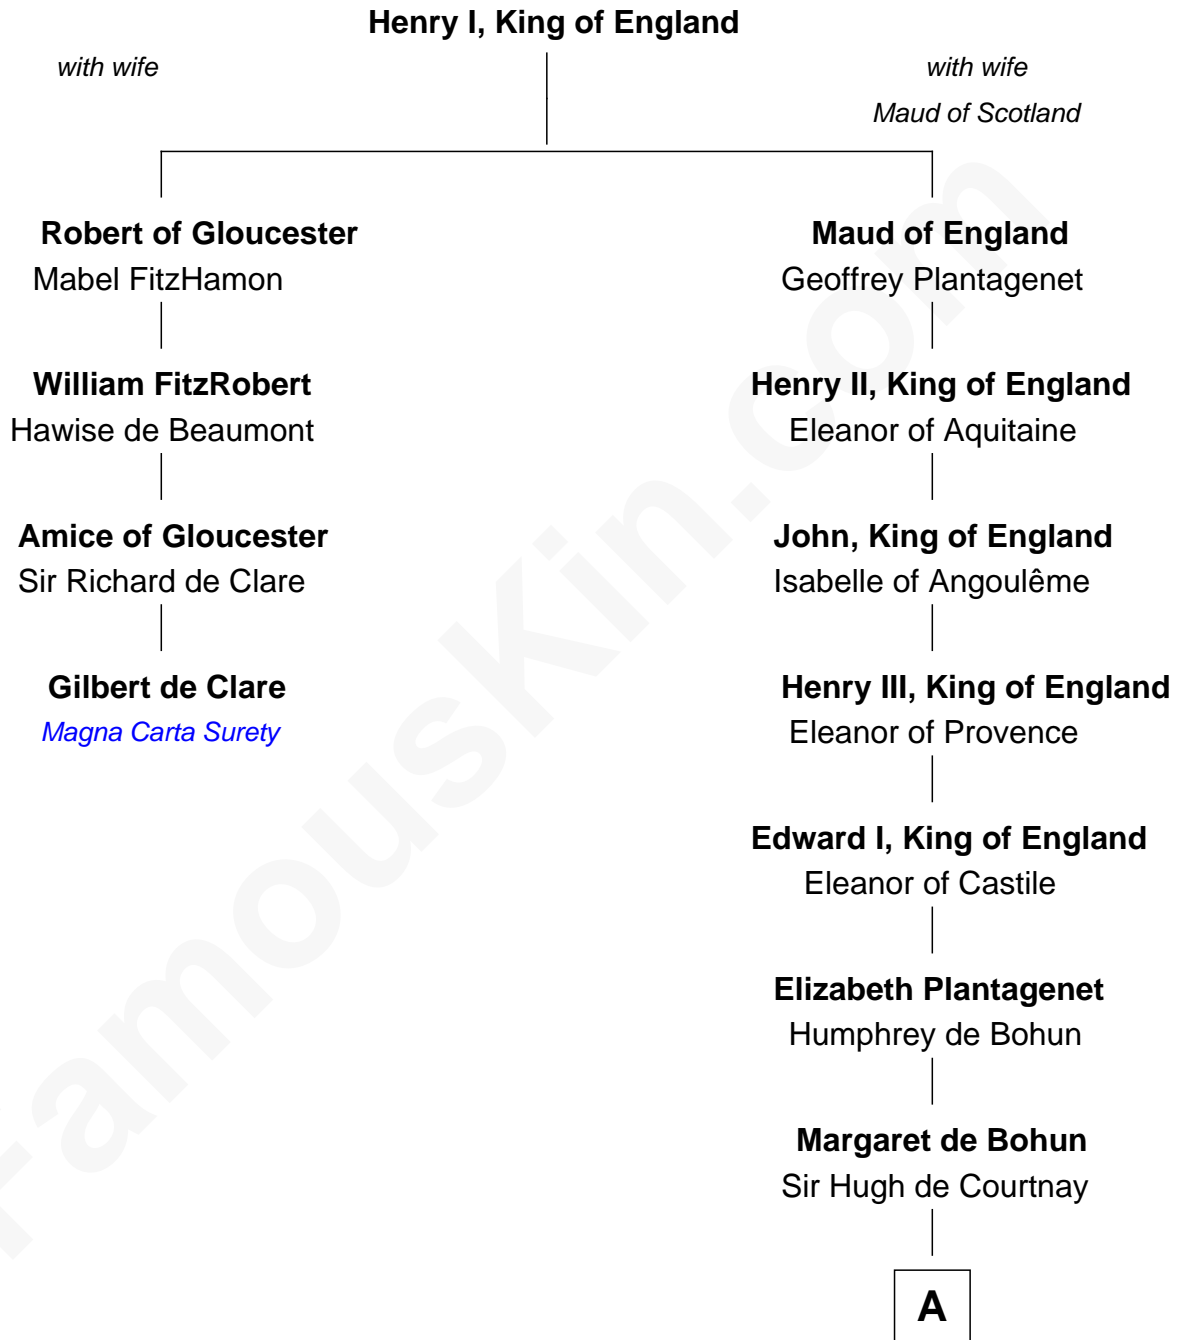 Henry I, King of England
with wife
with wife
Maud of Scotland
Robert of Gloucester
Mabel FitzHamon
Maud of England
Geoffrey Plantagenet
William FitzRobert
Hawise de Beaumont
Henry II, King of England
Eleanor of Aquitaine
Amice of Gloucester
Sir Richard de Clare
John, King of England
Isabelle of Angoulême
Gilbert de Clare
Magna Carta Surety
Henry III, King of England
Eleanor of Provence
Edward I, King of England
Eleanor of Castile
Elizabeth Plantagenet
Humphrey de Bohun
Margaret de Bohun
Sir Hugh de Courtnay
A
FamousKin.com